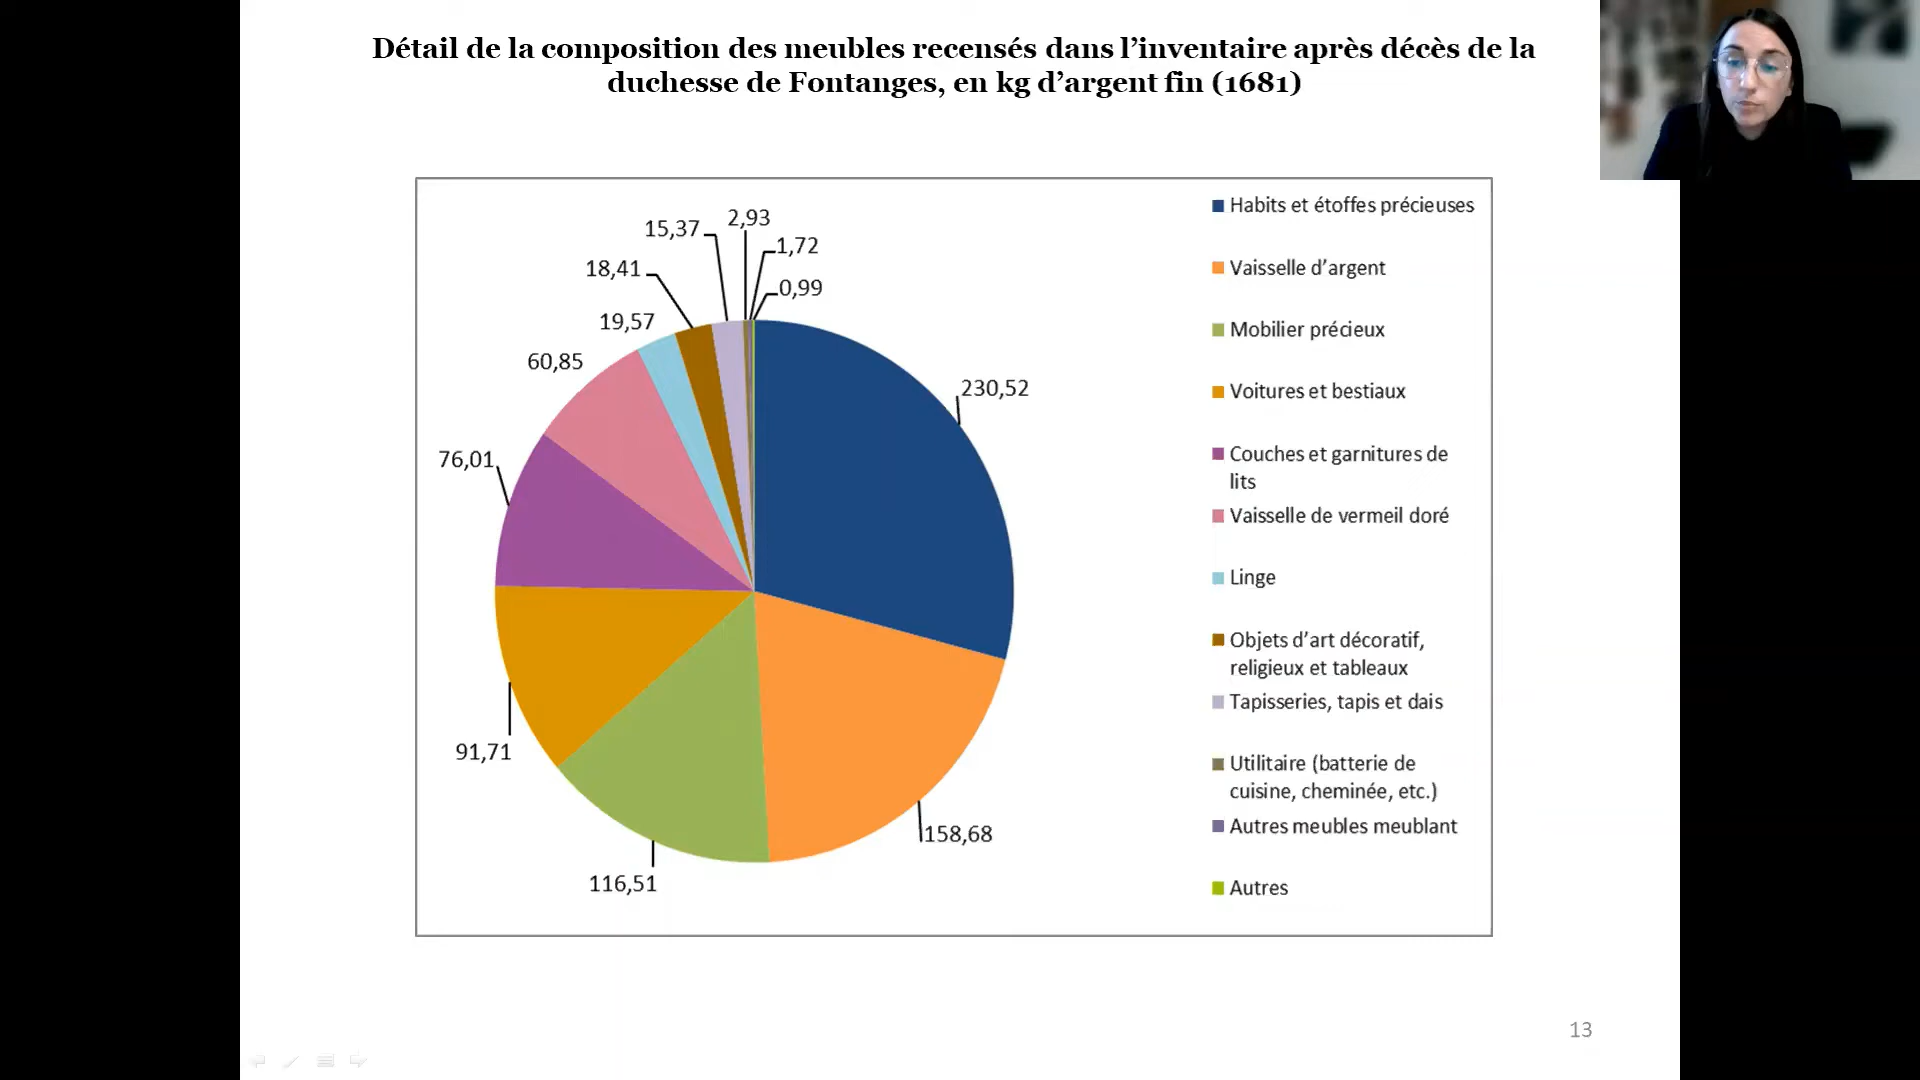 Détail de la composition des meubles recensés dans l’inventaire après décès de la
duchesse de Fontanges, en kg d’argent fin (1681)
2,93
15,37
1,72
18,41
0,99
19,57
60,85
230,52
76,01
91,71
158,68
116,51
Habits et étoffes précieuses
Vaisselle d’argent
Mobilier précieux
Voitures et bestiaux
Couches et garnitures de
lits
Vaisselle de vermeil doré
Linge
Objets d’art décoratif,
religieux et tableaux
Tapisseries, tapis et dais
Utilitaire (batterie de
cuisine, cheminée, etc.)
Autres meubles meublant
Autres
13